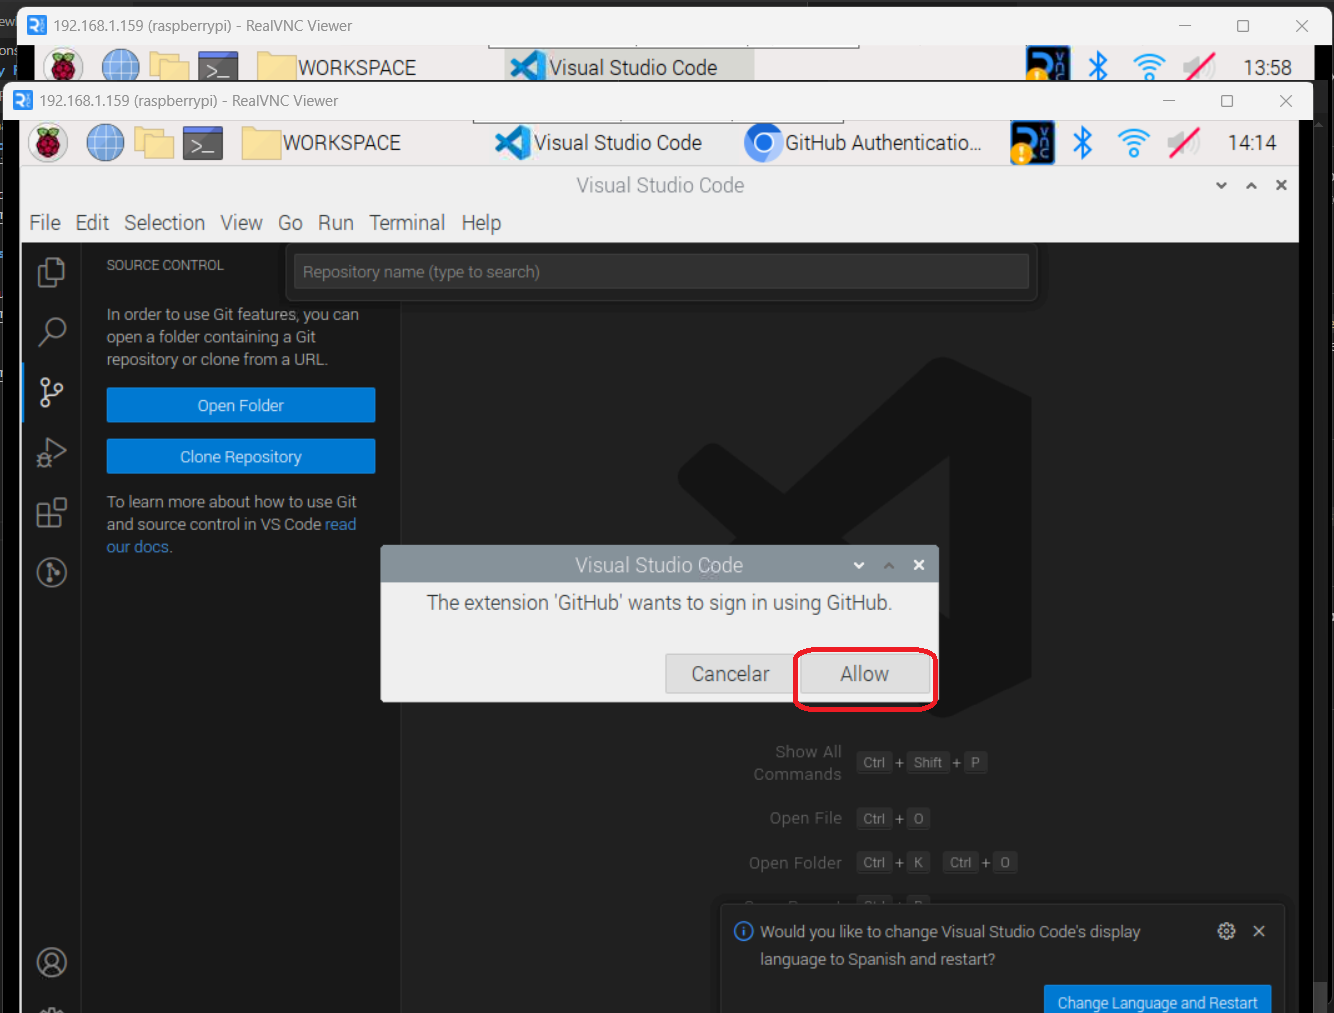 192.168.1.159 (raspberrypi) - RealVNC Viewer
WORKSPACE
Visual Studio Code
13:58
192.168.1.159 (raspberrypi) - RealVNC Viewer
WORKSPACE
Visual Studio Code
GitHub Authenticatio...
14:14
Visual Studio Code
File Edit Selection View Go Run Terminal Help
SOURCE CONTROL
Repository name (type to search)
In order to use Git features, you can
open a folder containing a Git
repository or clone from a URL.
Open Folder
Clone Repository
To learn more about how to use Git
and source control in VS Code read
our docs.
Visual Studio Code
The extension 'GitHub' wants to sign in using GitHub.
Cancelar
Allow
Show All
Commands
Ctrl + Shift + P
Open File Ctrl + O
Open Folder Ctrl + K Ctrl + O
Would you like to change Visual Studio Code's display
language to Spanish and restart?
Change Language and Restart